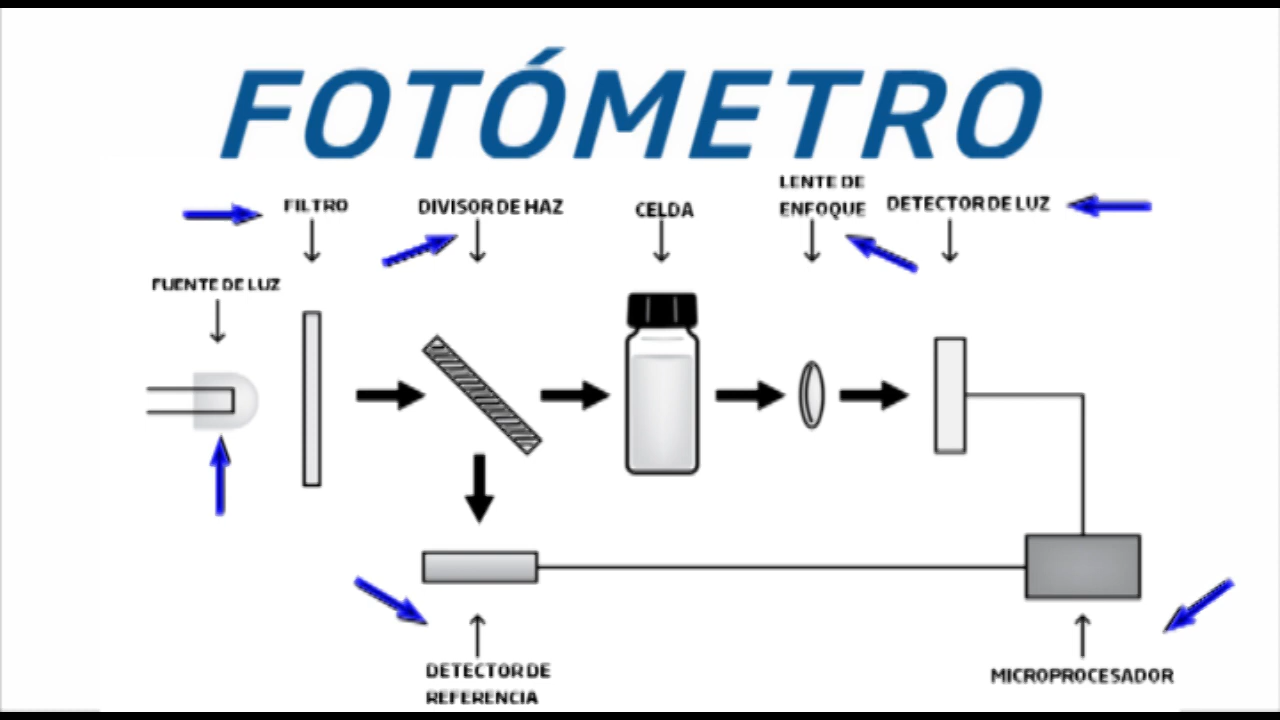 FOTÓMETRO
FILTRO
DIVISOR DE HAZ
CELDA
LENTE DE
ENFOQUE
DETECTOR DE LUZ
FUENTE DE LUZ
DETECTOR DE
REFERENCIA
MICROPROCESADOR